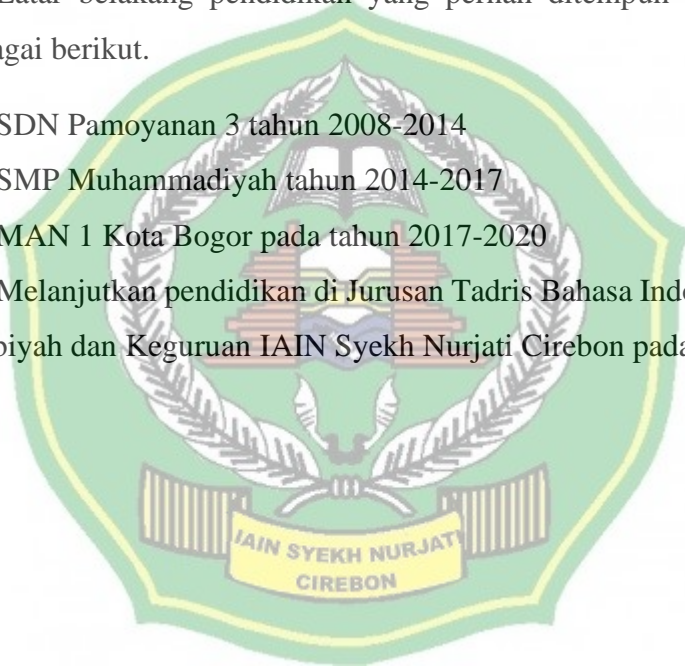 Latar belakang pendidikan yang pernah ditempuh
agai berikut.
SDN Pamoyanan 3 tahun 2008-2014
SMP Muhammadiyah tahun 2014-2017
MAN 1 Kota Bogor pada tahun 2017-2020
Melanjutkan pendidikan di Jurusan Tadris Bahasa Indo
biyah dan Keguruan IAIN Syekh Nurjati Cirebon pada
IAIN SYEKH NURJATI
CIREBON